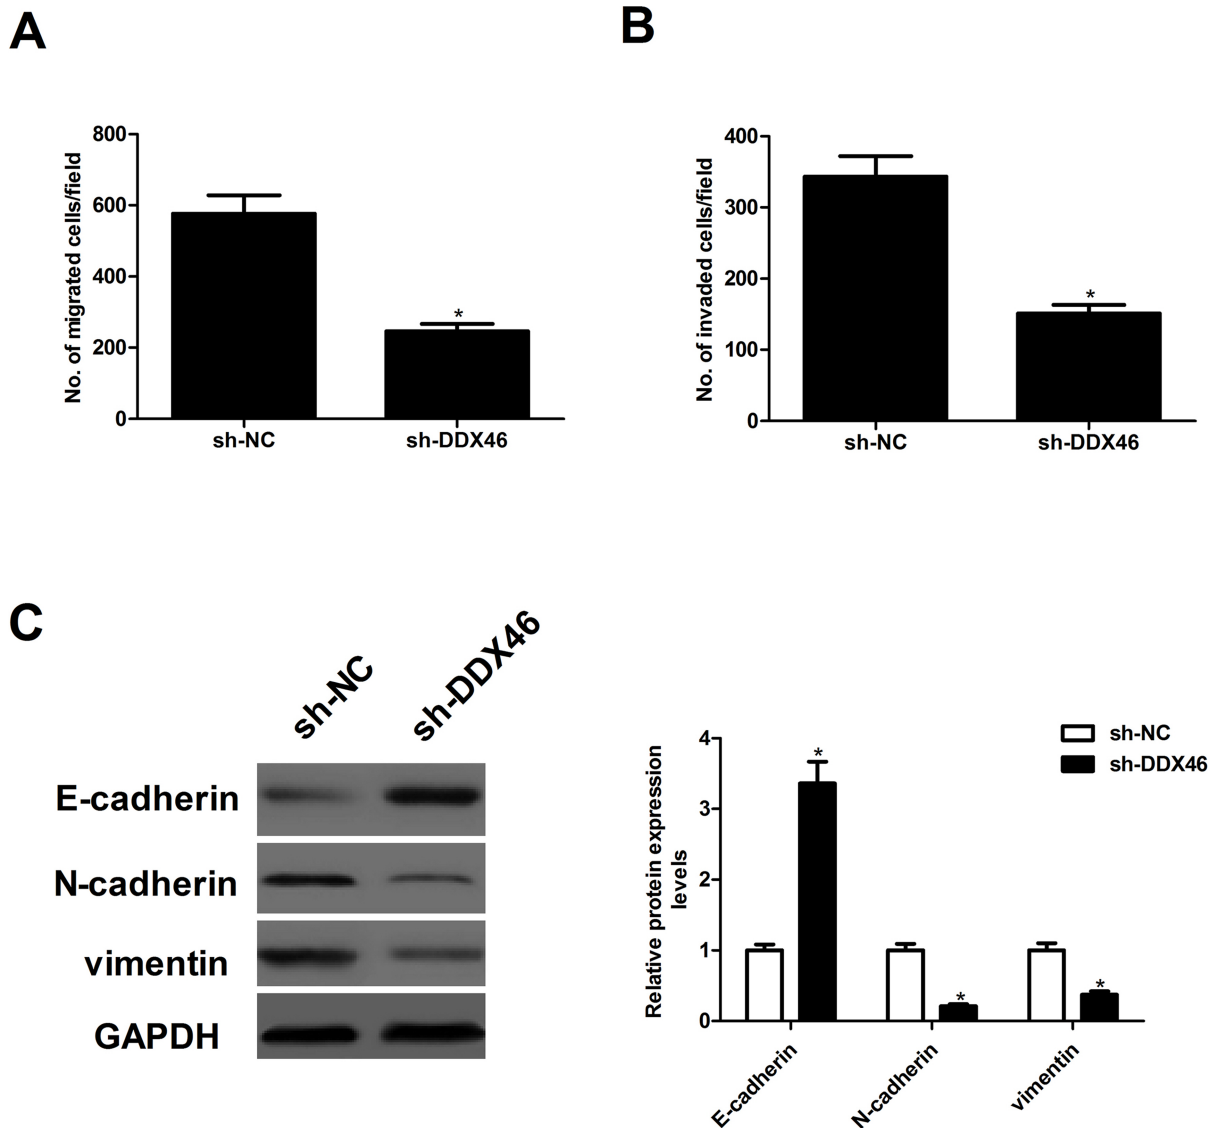 A
B
No. of migrated cells/field
800
600
400
200
0
*
sh-NC
sh-DDX46
No. of invaded cells/field
400
300
200
100
0
*
sh-NC
sh-DDX46
C
sh-NC
sh-DDX46
E-cadherin
N-cadherin
vimentin
GAPDH
Relative protein expression
levels
4
3
2
1
0
*
*
*
sh-NC
sh-DDX46
E-cadherin
N-cadherin
vimentin